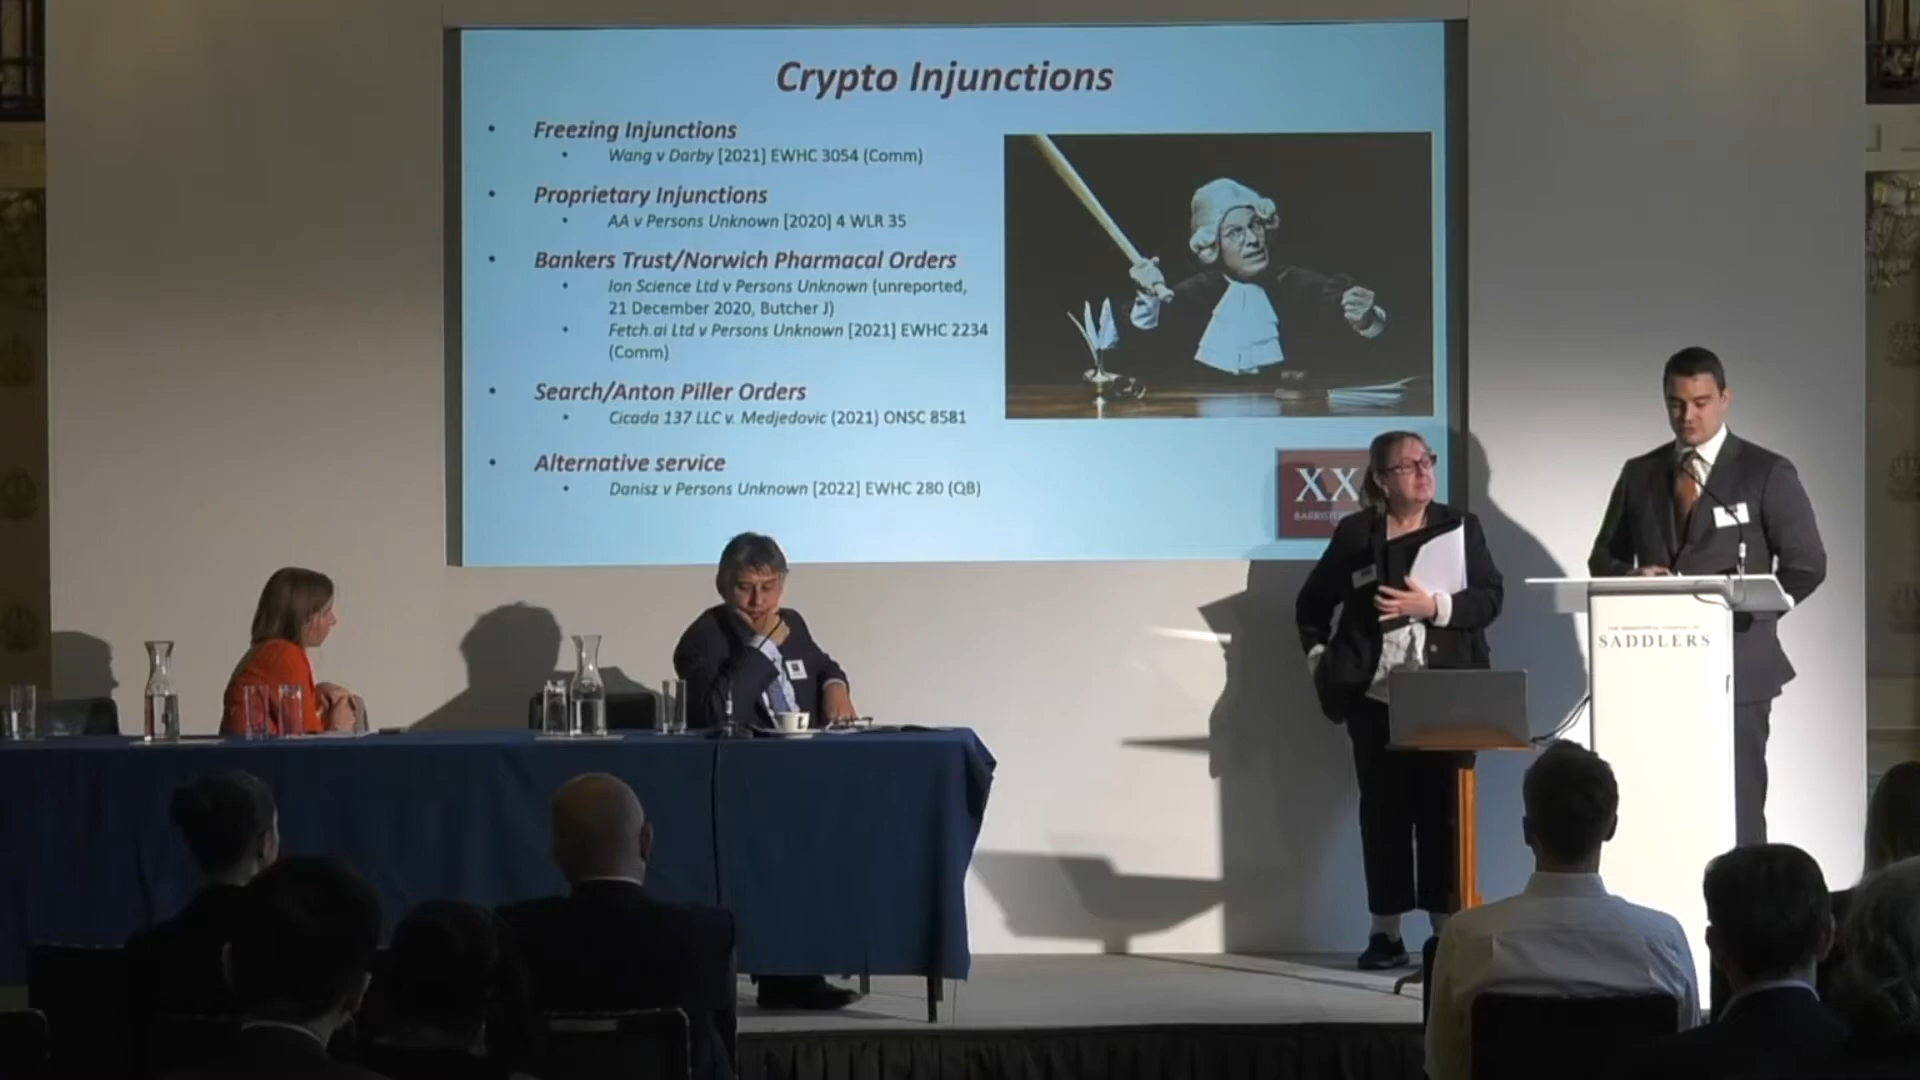 Crypto Injunctions
• Freezing Injunctions
• Wang v Darby [2021] EWHC 3054 (Comm)
• Proprietary Injunctions
• AA v Persons Unknown [2020] 4 WLR 35
• Bankers Trust/Norwich Pharmacal Orders
• Ion Science Ltd v Persons Unknown (unreported,
21 December 2020, Butcher J)
• Fetch.ai Ltd v Persons Unknown [2021] EWHC 2234
(Comm)
• Search/Anton Piller Orders
• Cicada 137 LLC v. Medjedovic (2021) ONSC 8581
• Alternative service
• Danisz v Persons Unknown [2022] EWHC 280 (QB)
XX
SADDLERS